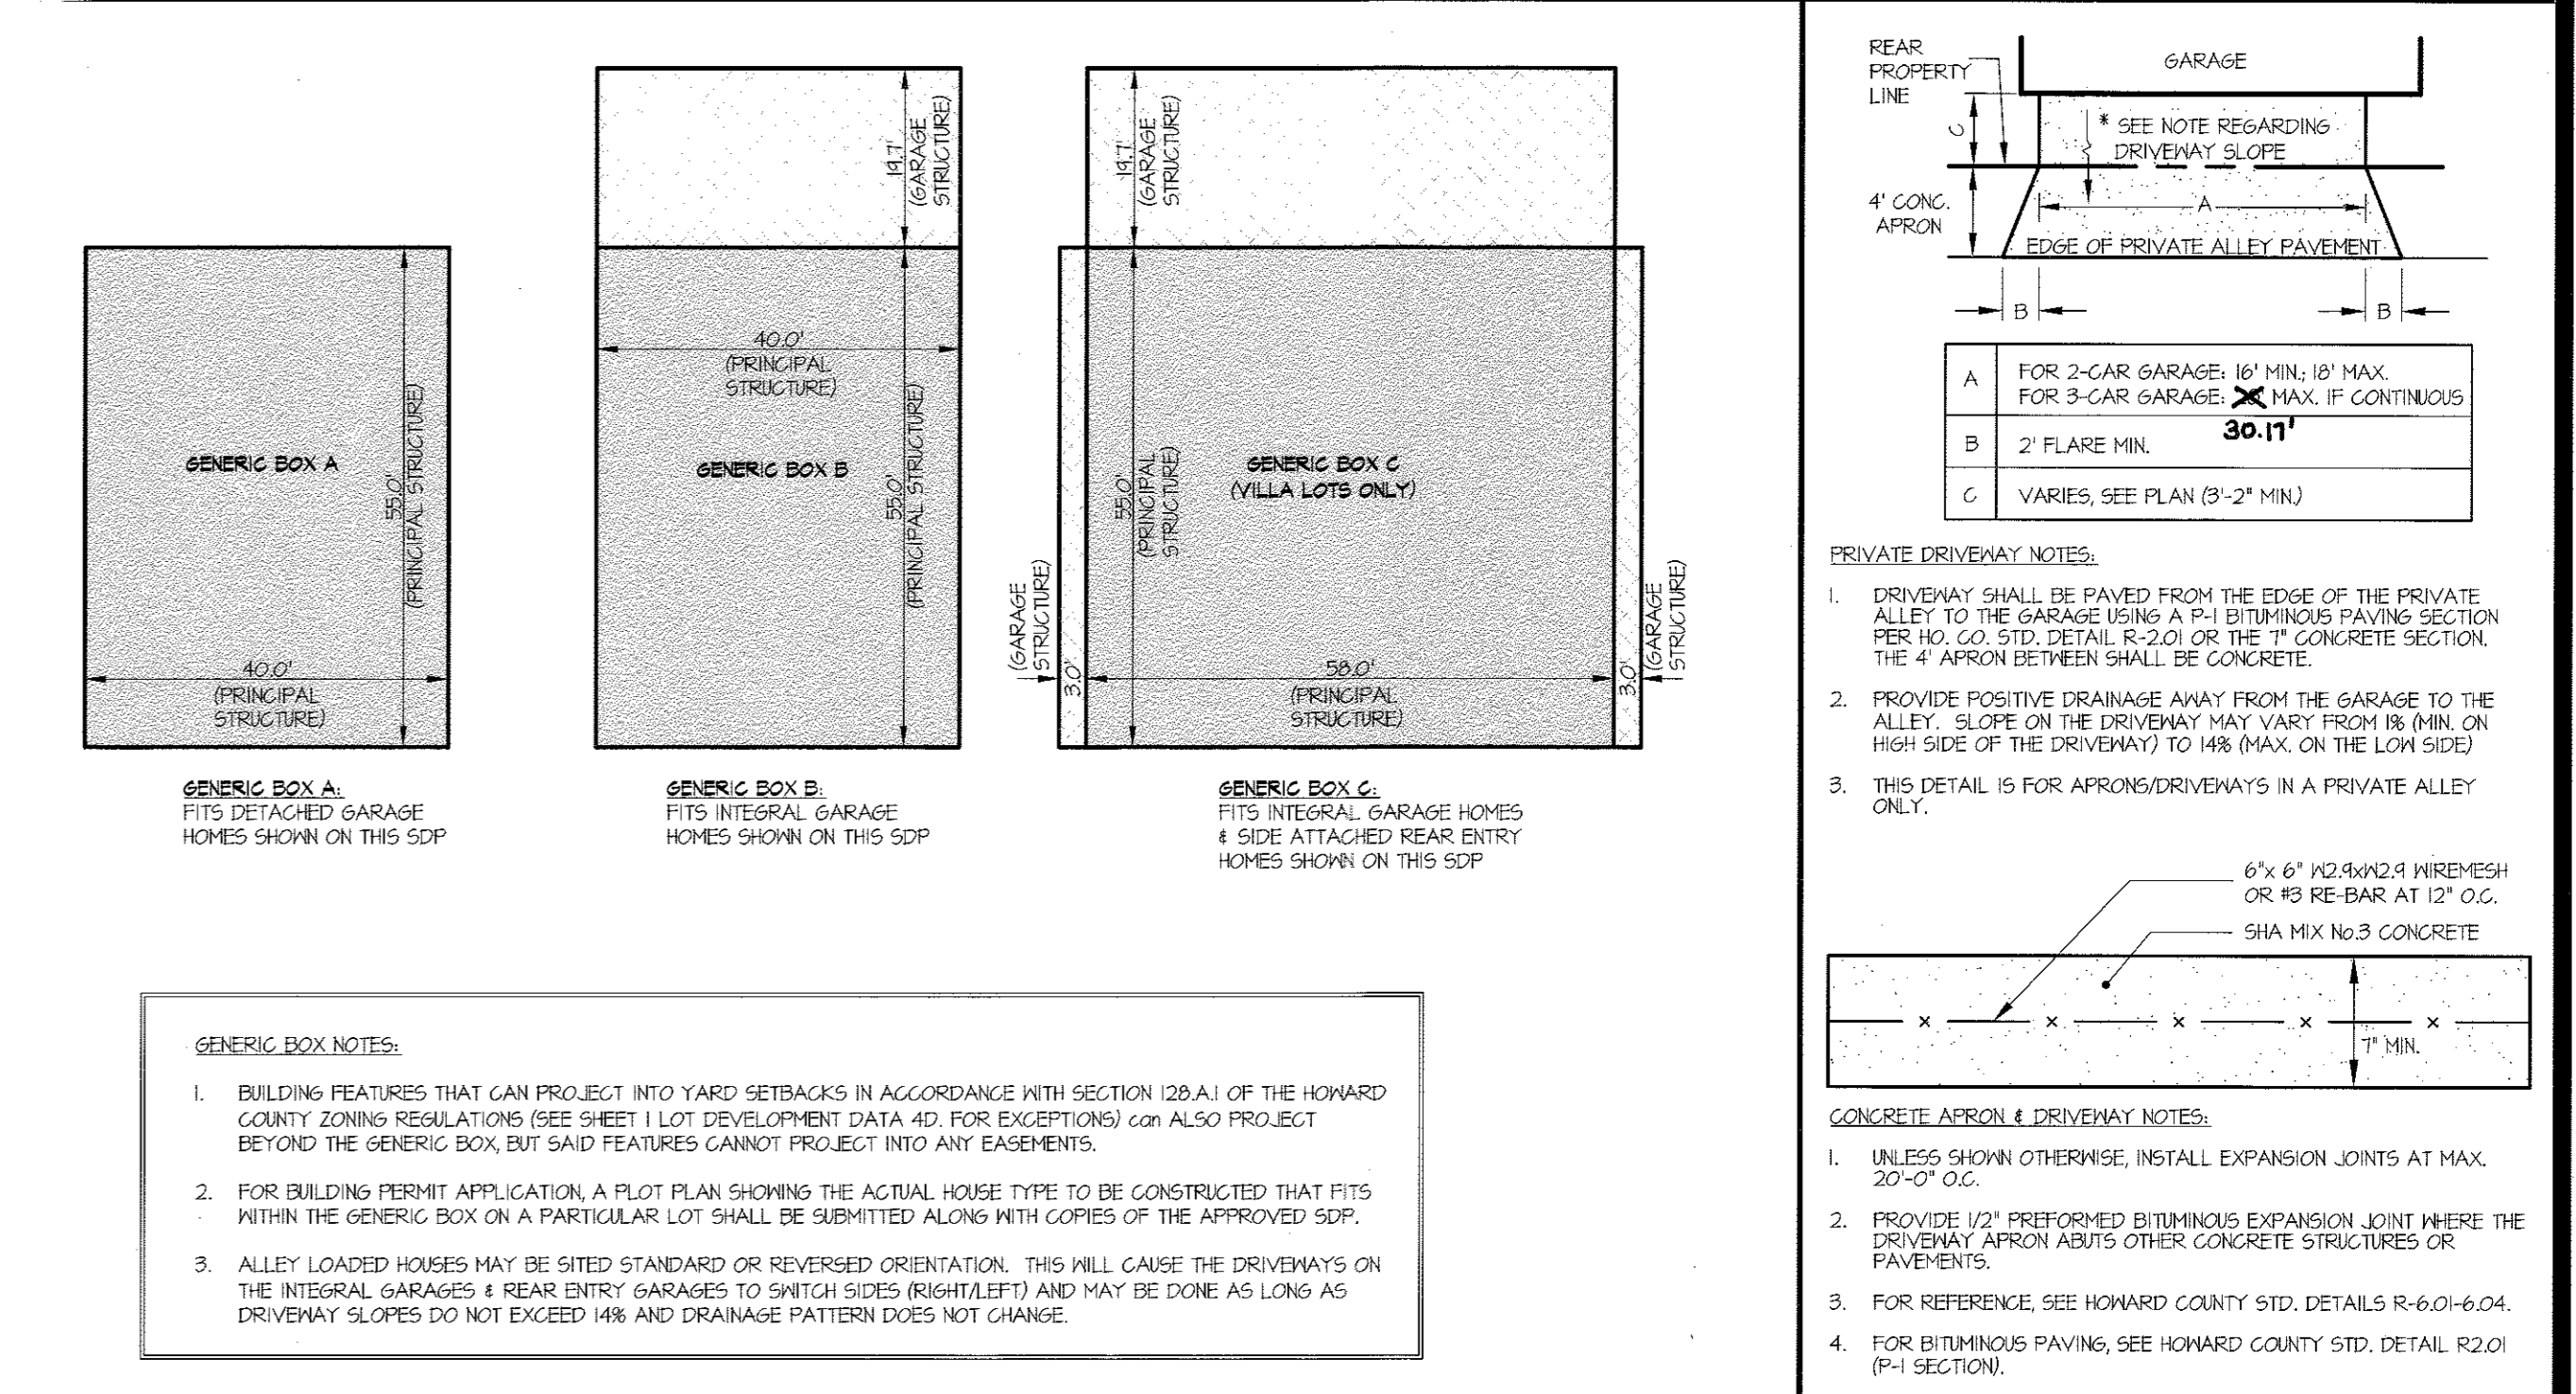 19.7'
(GARAGE
STRUCTURE)
40.0'
(PRINCIPAL
STRUCTURE)
55.0'
(PRINCIPAL STRUCTURE)
GENERIC BOX A
40.0'
(PRINCIPAL
STRUCTURE)
GENERIC BOX A:
FITS DETACHED GARAGE
HOMES SHOWN ON THIS SDP
GENERIC BOX B
55.0'
(PRINCIPAL STRUCTURE)
GENERIC BOX B:
FITS INTEGRAL GARAGE
HOMES SHOWN ON THIS SDP
19.7'
(GARAGE
STRUCTURE)
GENERIC BOX C
(VILLA LOTS ONLY)
55.0'
(PRINCIPAL
STRUCTURE)
(GARAGE
STRUCTURE)
3.0'
58.0'
(PRINCIPAL
STRUCTURE)
3.0'
(GARAGE
STRUCTURE)
GENERIC BOX C:
FITS INTEGRAL GARAGE HOMES
& SIDE ATTACHED REAR ENTRY
HOMES SHOWN ON THIS SDP
GENERIC BOX NOTES:
1. BUILDING FEATURES THAT CAN PROJECT INTO YARD SETBACKS IN ACCORDANCE WITH SECTION 128.A.1 OF THE HOWARD
COUNTY ZONING REGULATIONS (SEE SHEET 1 LOT DEVELOPMENT DATA 4D. FOR EXCEPTIONS) can ALSO PROJECT
BEYOND THE GENERIC BOX, BUT SAID FEATURES CANNOT PROJECT INTO ANY EASEMENTS.
2. FOR BUILDING PERMIT APPLICATION, A PLOT PLAN SHOWING THE ACTUAL HOUSE TYPE TO BE CONSTRUCTED THAT FITS
WITHIN THE GENERIC BOX ON A PARTICULAR LOT SHALL BE SUBMITTED ALONG WITH COPIES OF THE APPROVED SDP.
3. ALLEY LOADED HOUSES MAY BE SITED STANDARD OR REVERSED ORIENTATION. THIS WILL CAUSE THE DRIVEWAYS ON
THE INTEGRAL GARAGES & REAR ENTRY GARAGES TO SWITCH SIDES (RIGHT/LEFT) AND MAY BE DONE AS LONG AS
DRIVEWAY SLOPES DO NOT EXCEED 14% AND DRAINAGE PATTERN DOES NOT CHANGE.
REAR
PROPERTY
LINE
GARAGE
C
* SEE NOTE REGARDING
DRIVEWAY SLOPE
4' CONC.
APRON
A
EDGE OF PRIVATE ALLEY PAVEMENT
B
B
A FOR 2-CAR GARAGE: 16' MIN.; 18' MAX.
FOR 3-CAR GARAGE: MAX. IF CONTINUOUS
30.17'
B 2' FLARE MIN.
C VARIES, SEE PLAN (3'-2" MIN.)
PRIVATE DRIVEWAY NOTES:
1. DRIVEWAY SHALL BE PAVED FROM THE EDGE OF THE PRIVATE
ALLEY TO THE GARAGE USING A P-1 BITUMINOUS PAVING SECTION
PER HO. CO. STD. DETAIL R-2.01 OR THE 7" CONCRETE SECTION.
THE 4' APRON BETWEEN SHALL BE CONCRETE.
2. PROVIDE POSITIVE DRAINAGE AWAY FROM THE GARAGE TO THE
ALLEY. SLOPE ON THE DRIVEWAY MAY VARY FROM 1% (MIN. ON
HIGH SIDE OF THE DRIVEWAY) TO 14% (MAX. ON THE LOW SIDE)
3. THIS DETAIL IS FOR APRONS/DRIVEWAYS IN A PRIVATE ALLEY
ONLY.
6"x 6" W2.9xW2.9 WIREMESH
OR #3 RE-BAR AT 12" O.C.
SHA MIX No.3 CONCRETE
7" MIN.
CONCRETE APRON & DRIVEWAY NOTES:
1. UNLESS SHOWN OTHERWISE, INSTALL EXPANSION JOINTS AT MAX.
20'-0" O.C.
2. PROVIDE 1/2" PREFORMED BITUMINOUS EXPANSION JOINT WHERE THE
DRIVEWAY APRON ABUTS OTHER CONCRETE STRUCTURES OR
PAVEMENTS.
3. FOR REFERENCE, SEE HOWARD COUNTY STD. DETAILS R-6.01-6.04.
4. FOR BITUMINOUS PAVING, SEE HOWARD COUNTY STD. DETAIL R2.01
(P-1 SECTION).